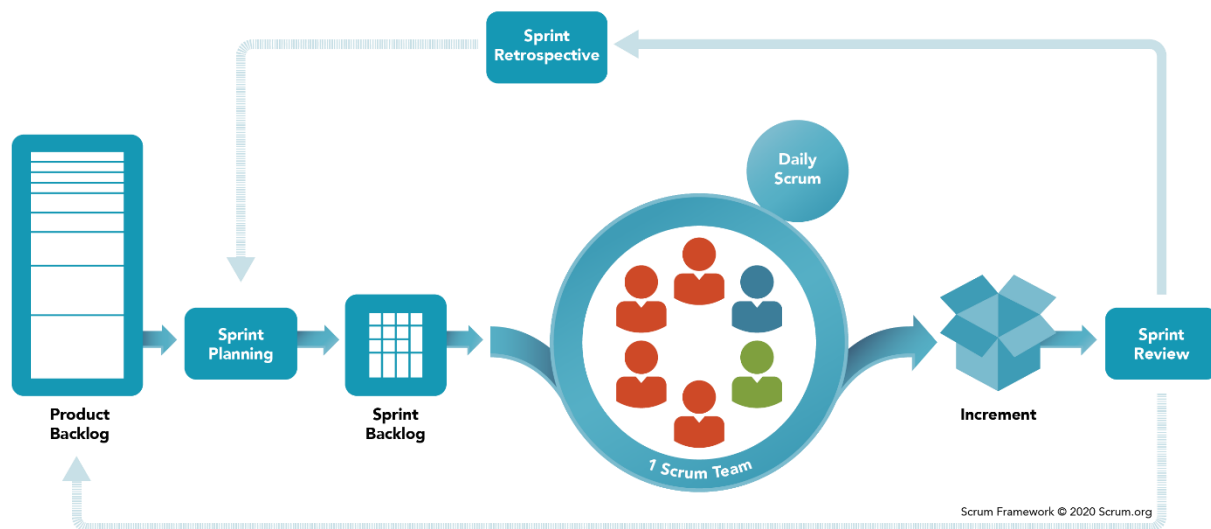 Sprint
Retrospective
Daily
Scrum
Sprint
Planning
Sprint
Review
Product
Backlog
Sprint
Backlog
Increment
1 Scrum Team
Scrum Framework © 2020 Scrum.org